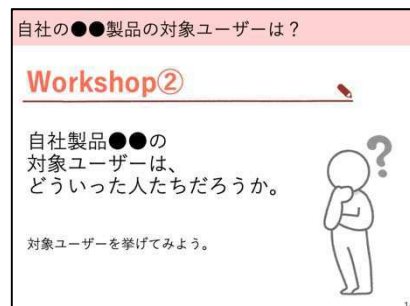 自社の●●製品の対象ユーザーは？
Workshop②
自社製品●●の
対象ユーザーは、
どういった人たちだろうか。
対象ユーザーを挙げてみよう。
?
1